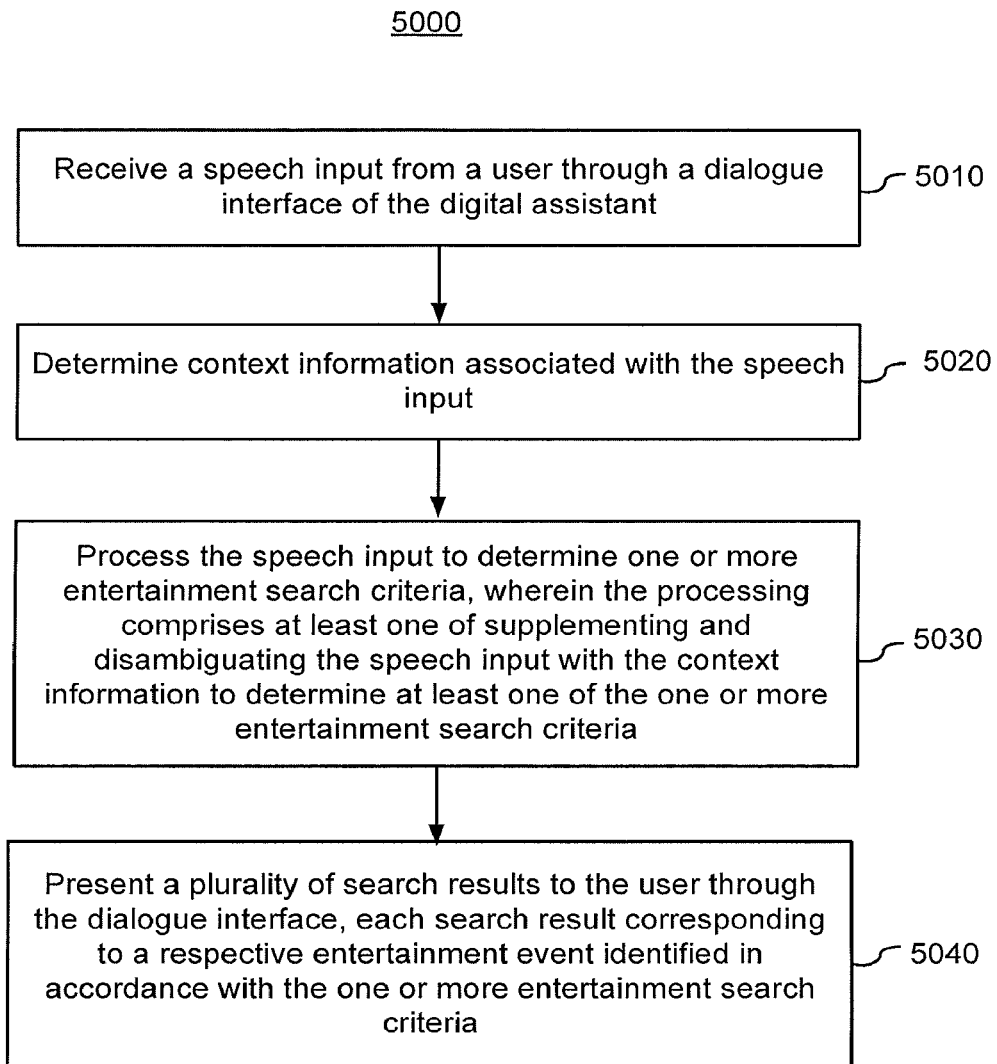 5000
Receive a speech input from a user through a dialogue
interface of the digital assistant
5010
Determine context information associated with the speech
input
5020
Process the speech input to determine one or more
entertainment search criteria, wherein the processing
comprises at least one of supplementing and
disambiguating the speech input with the context
information to determine at least one of the one or more
entertainment search criteria
5030
Present a plurality of search results to the user through
the dialogue interface, each search result corresponding
to a respective entertainment event identified in
accordance with the one or more entertainment search
criteria
5040